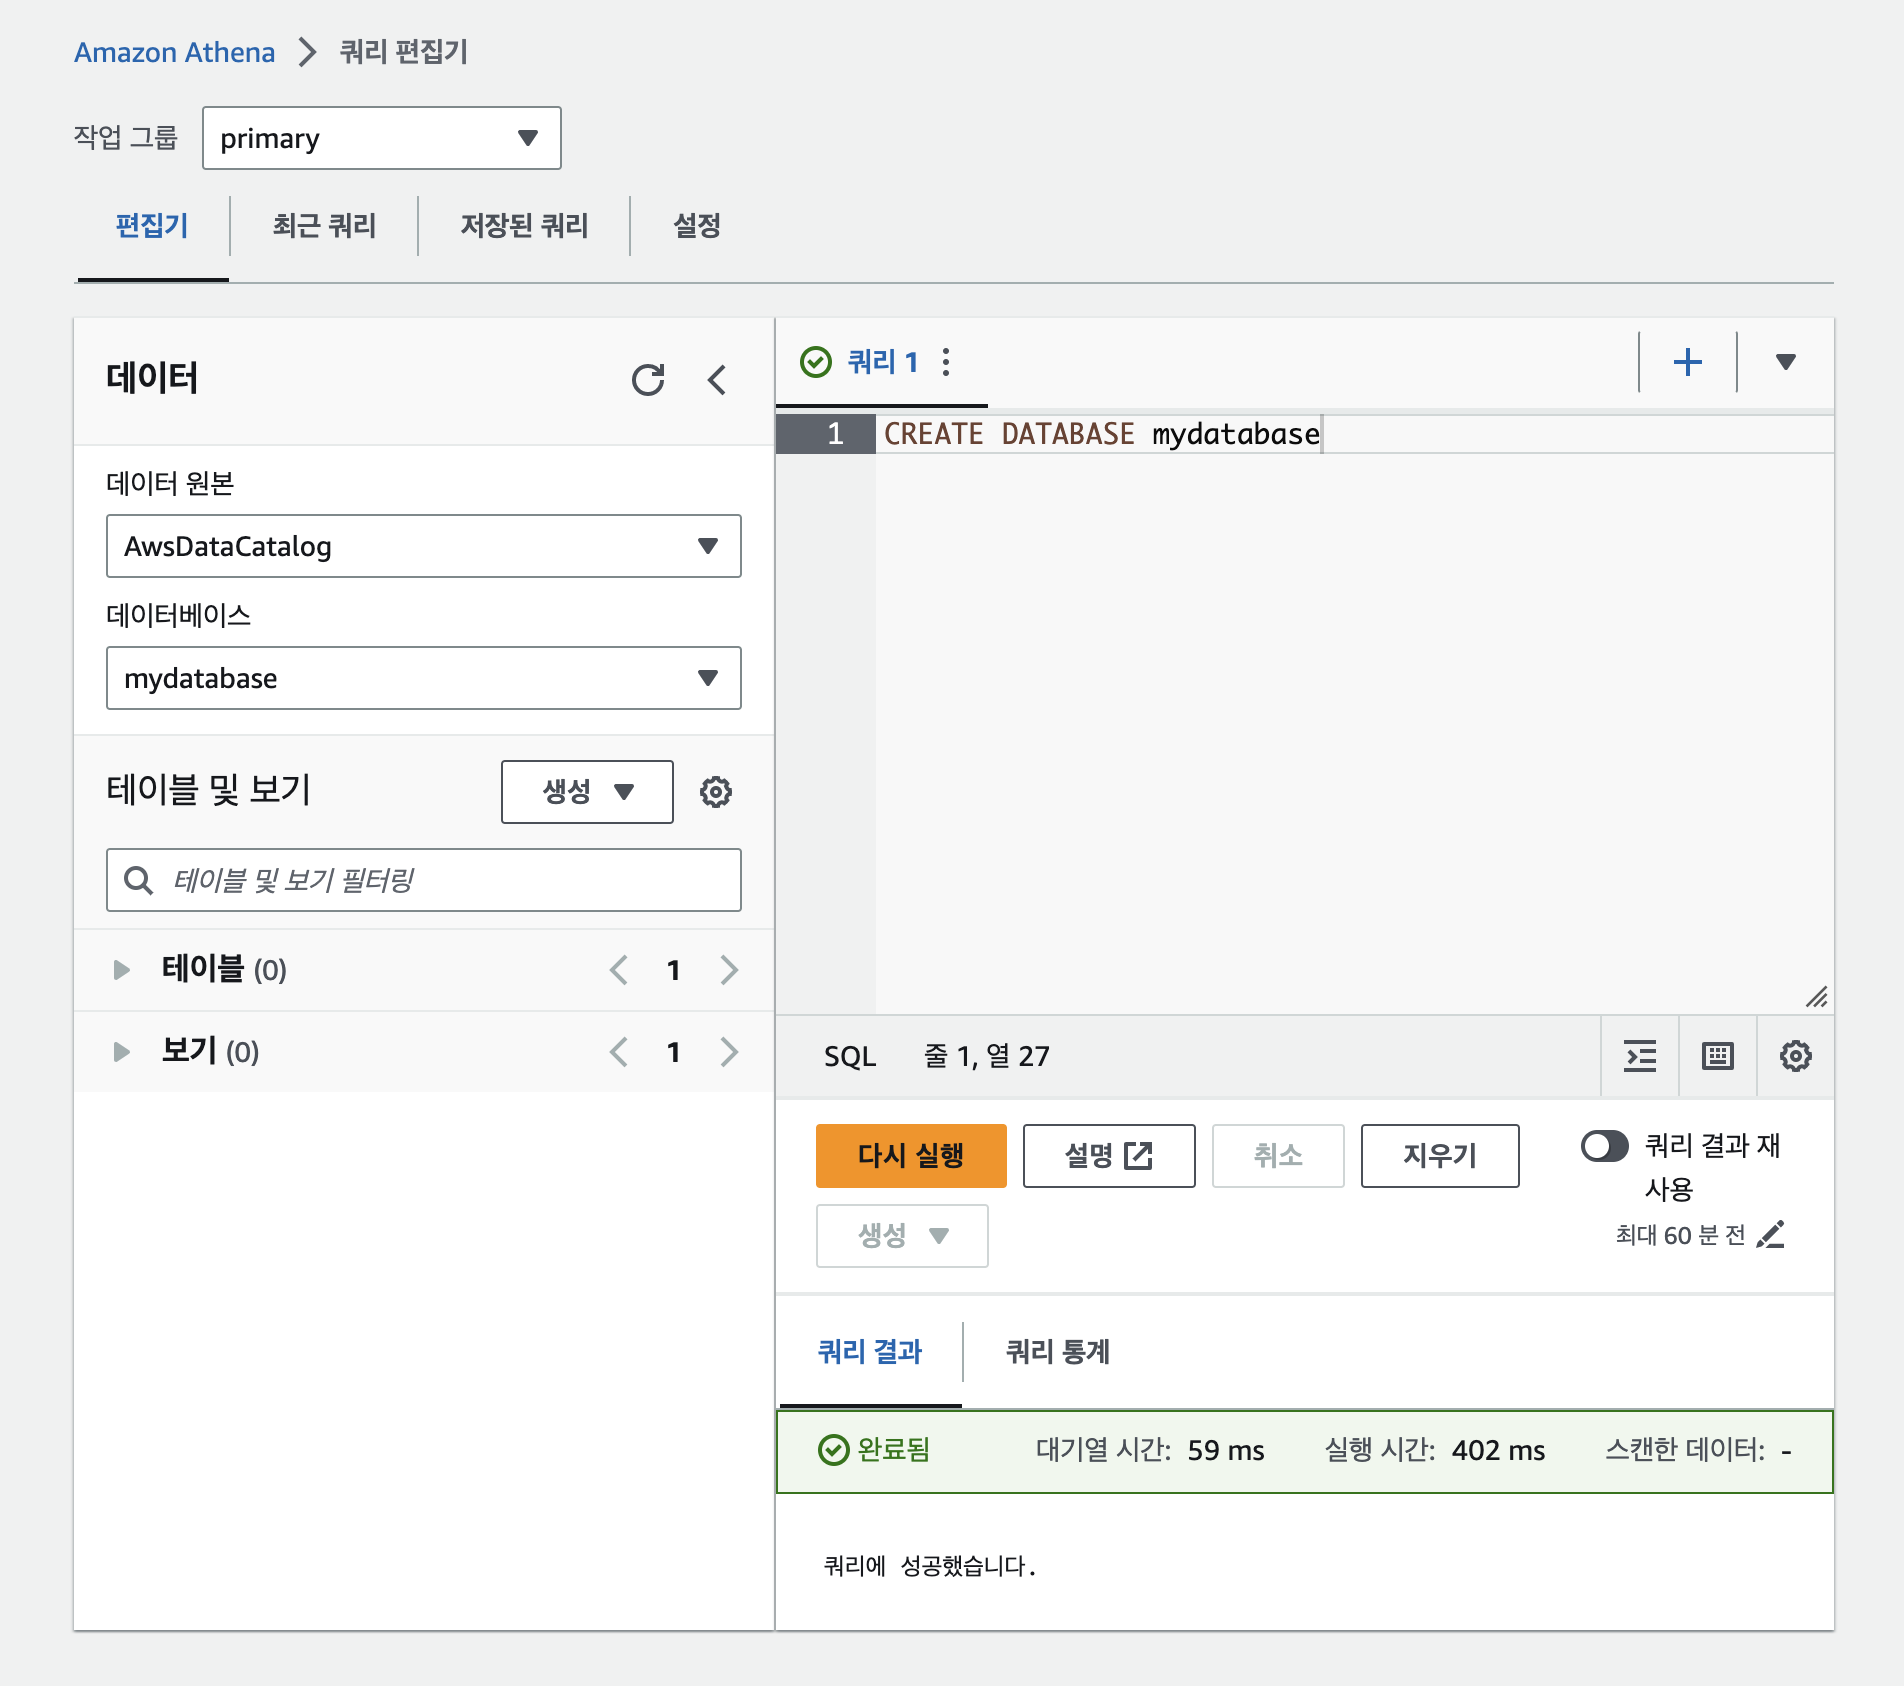 Amazon Athena 쿼리 편집기
작업 그룹 primary
편집기 최근 쿼리 저장된 쿼리 설정
데이터
데이터 원본
AwsDataCatalog
데이터베이스
mydatabase
테이블 및 보기 생성
테이블 및 보기 필터링
테이블 (0) 1
보기 (0) 1
쿼리 1
1 CREATE DATABASE mydatabase
SQL 줄 1, 열 27
다시 실행 설명 취소 지우기
생성
쿼리 결과 재
사용
최대 60 분 전
쿼리 결과 쿼리 통계
완료됨 대기열 시간: 59 ms 실행 시간: 402 ms 스캔한 데이터: -
쿼리에 성공했습니다.